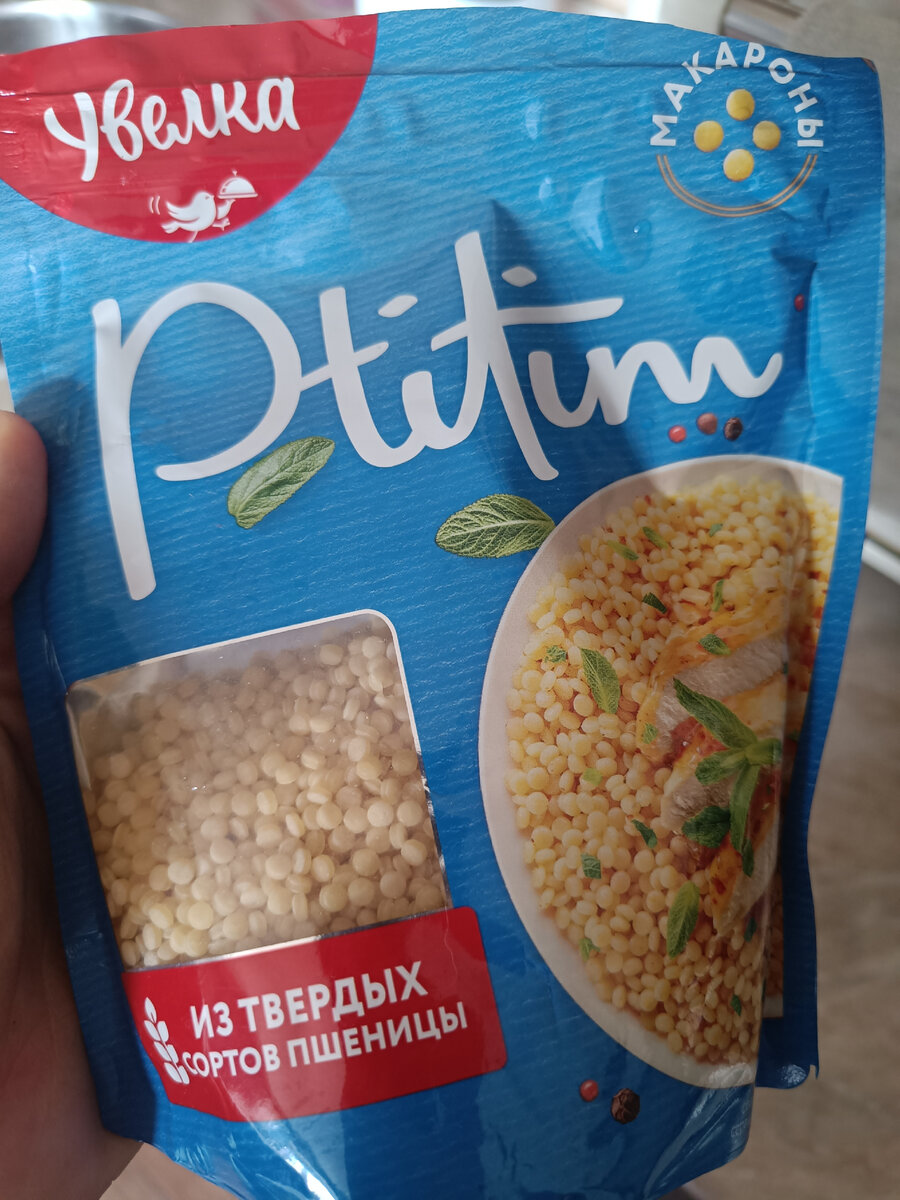 Увелка
МАКАРОНЫ
Ptitim
ИЗ ТВЕРДЫХ
СОРТОВ ПШЕНИЦЫ